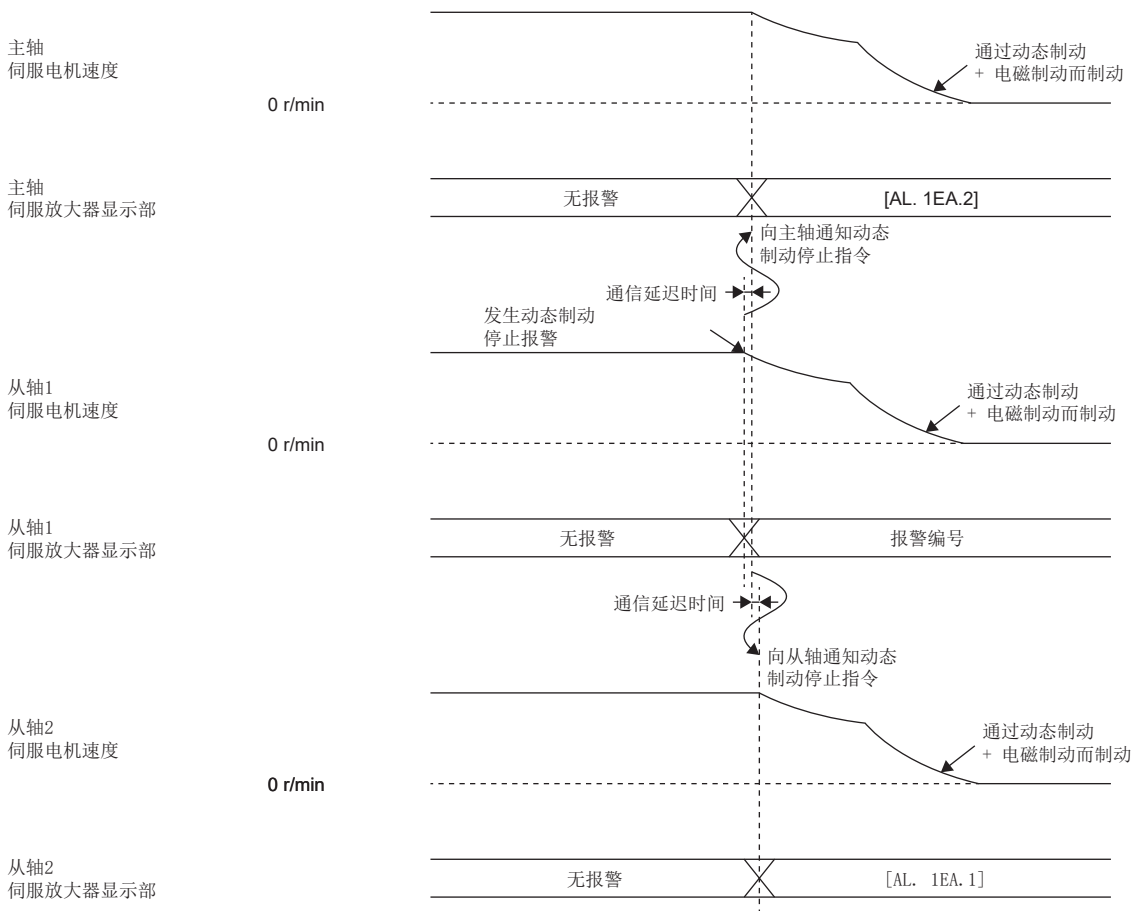 主轴
伺服电机速度
通过动态制动
+ 电磁制动而制动
0 r/min
主轴
伺服放大器显示部
无报警
[AL. 1EA.2]
向主轴通知动态
制动停止指令
通信延迟时间
发生动态制动
停止报警
从轴1
伺服电机速度
通过动态制动
+ 电磁制动而制动
0 r/min
从轴1
伺服放大器显示部
无报警
报警编号
通信延迟时间
向从轴通知动态
制动停止指令
从轴2
伺服电机速度
通过动态制动
+ 电磁制动而制动
0 r/min
从轴2
伺服放大器显示部
无报警
[AL. 1EA.1]